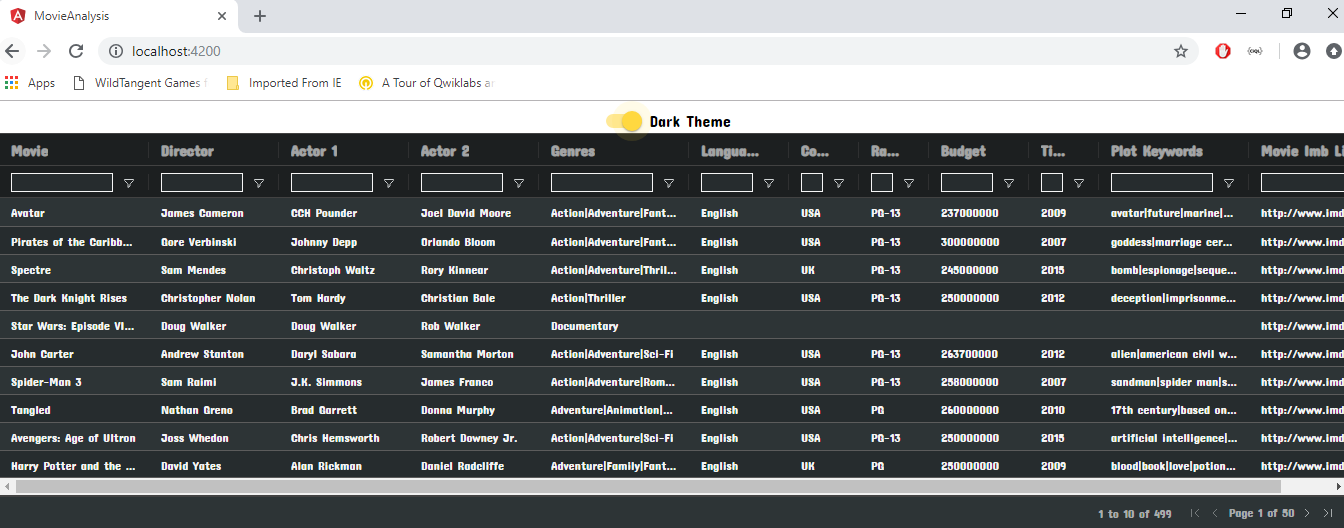 MovieAnalysis
localhost:4200
Apps WildTangent Games Imported From IE A Tour of Qwiklabs ar
Dark Theme
Movie Director Actor 1 Actor 2 Genres Langua... Co... Ra... Budget Ti... Plot Keywords Movie Imb Li
Avatar James Cameron CCH Pounder Joel David Moore Action|Adventure|Fant... English USA PG-13 237000000 2009 avatar|future|marine|... http://www.imd
Pirates of the Caribb... Gore Verbinski Johnny Depp Orlando Bloom Action|Adventure|Fant... English USA PG-13 300000000 2007 goddess|marriage cer... http://www.imd
Spectre Sam Mendes Christoph Waltz Rory Kinnear Action|Adventure|Thril... English UK PG-13 245000000 2015 bomb|espionage|seque... http://www.imd
The Dark Knight Rises Christopher Nolan Tom Hardy Christian Bale Action|Thriller English USA PG-13 250000000 2012 deception|imprisonme... http://www.imd
Star Wars: Episode VI... Doug Walker Doug Walker Rob Walker Documentary http://www.imd
John Carter Andrew Stanton Daryl Sabara Samantha Morton Action|Adventure|Sci-Fi English USA PG-13 263700000 2012 alien|american civil w... http://www.imd
Spider-Man 3 Sam Raimi J.K. Simmons James Franco Action|Adventure|Rom... English USA PG-13 258000000 2007 sandman|spider man|s... http://www.imd
Tangled Nathan Greno Brad Garrett Donna Murphy Adventure|Animation|... English USA PG 260000000 2010 17th century|based on... http://www.imd
Avengers: Age of Ultron Joss Whedon Chris Hemsworth Robert Downey Jr. Action|Adventure|Sci-Fi English USA PG-13 250000000 2015 artificial intelligence|... http://www.imd
Harry Potter and the ... David Yates Alan Rickman Daniel Radcliffe Adventure|Family|Fant... English UK PG 250000000 2009 blood|book|love|potion... http://www.imd
1 to 10 of 499 Page 1 of 50